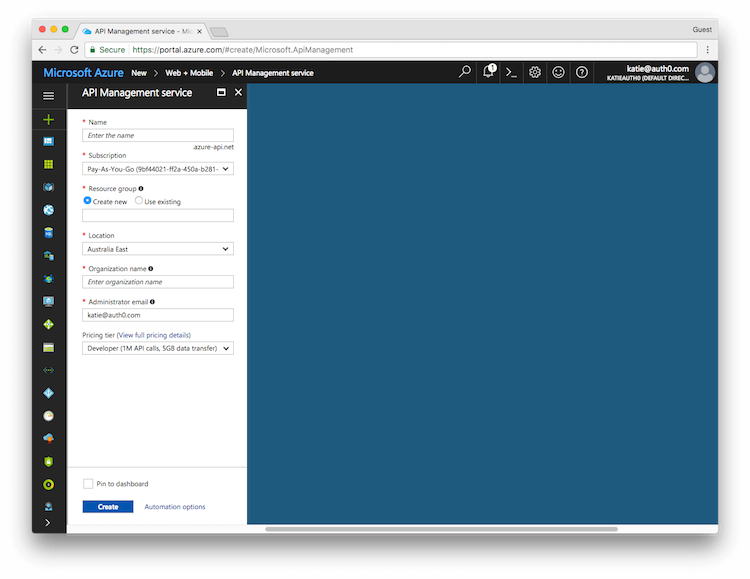 API Management service - Mic
Guest
Secure
https://portal.azure.com/#create/Microsoft.ApiManagement
Microsoft Azure New > Web + Mobile > API Management service
1
katie@auth0.com
KATIEAUTH0 (DEFAULT DIREC...
API Management service
* Name
Enter the name
.azure-api.net
* Subscription
Pay-As-You-Go (9bf44021-ff2a-450a-b281-
* Resource group
Create new
Use existing
* Location
Australia East
* Organization name
Enter organization name
* Administrator email
katie@auth0.com
Pricing tier (View full pricing details)
Developer (1M API calls, 5GB data transfer)
Pin to dashboard
Create
Automation options